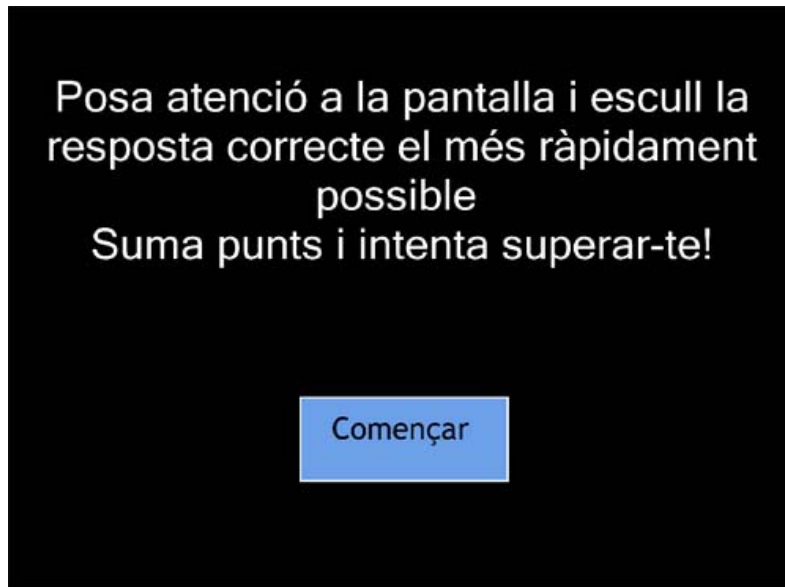 Posa atenció a la pantalla i escull la
resposta correcte el més ràpidament
possible
Suma punts i intenta superar-te!
Començar